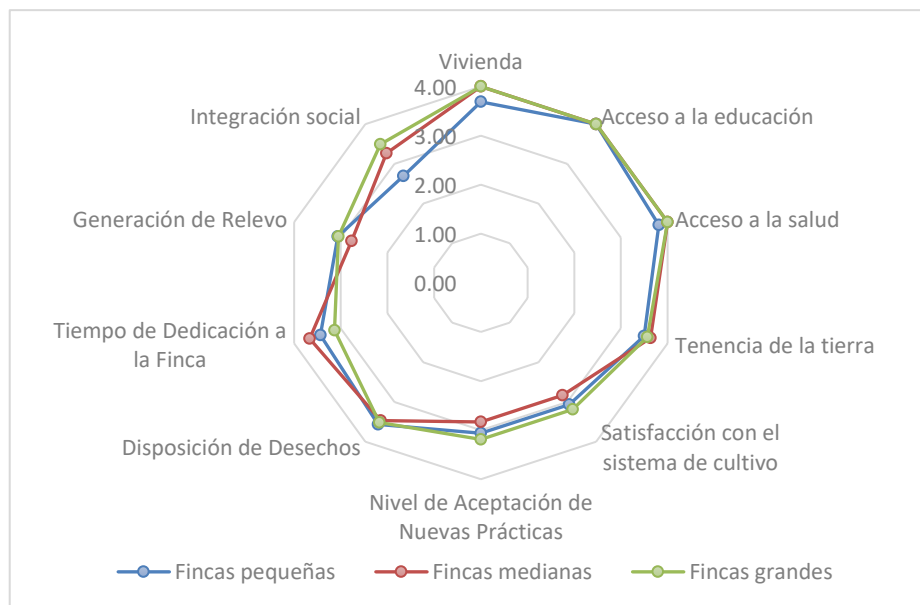 Vivienda
4.00
Integración social
Acceso a la educación
3.00
2.00
Generación de Relevo
Acceso a la salud
1.00
0.00
Tiempo de Dedicación a
la Finca
Tenencia de la tierra
Disposición de Desechos
Satisfacción con el
sistema de cultivo
Nivel de Aceptación de
Nuevas Prácticas
Fincas pequeñas
Fincas medianas
Fincas grandes